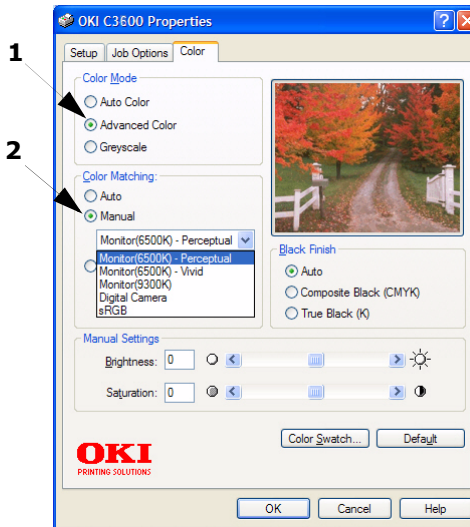 OKI C3600 Properties
Setup Job Options Color
1
Color Mode
Auto Color
Advanced Color
Greyscale
2
Color Matching:
Auto
Manual
Monitor(6500K) - Perceptual
Monitor(6500K) - Perceptual
Monitor(6500K) - Vivid
Monitor(9300K)
Digital Camera
sRGB
Black Finish
Auto
Composite Black (CMYK)
True Black (K)
Manual Settings
Brightness: 0
Saturation: 0
OKI
PRINTING SOLUTIONS
Color Swatch... Default
OK Cancel Help